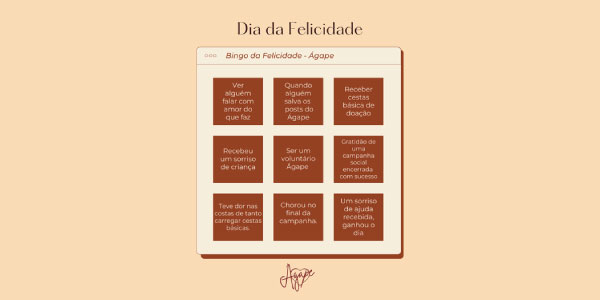 Dia da Felicidade
Bingo da Felicidade - Ágape
Ver
alguém
falar com
amor do
que faz
Quando
alguém
salva os
posts do
Ágape
Receber
cestas
básica de
doação
Recebeu
um sorriso
de criança
Ser um
voluntário
Ágape
Gratidão de
uma
campanha
social
encerrada
com sucesso
Teve dor nas
costas de tanto
carregar cestas
básicas.
Chorou no
final da
campanha.
Um sorriso
de ajuda
recebida,
ganhou o
dia
Ágape